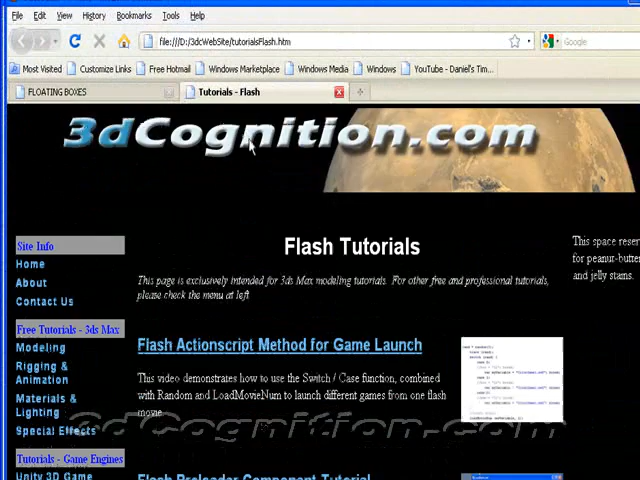 File Edit View History Bookmarks Tools Help
file:///D:/3dcWebSite/tutorialsFlash.htm
Google
Most Visited Customize Links Free Hotmail Windows Marketplace Windows Media Windows YouTube - Daniel's Tim...
FLOATING BOXES Tutorials - Flash
3dCognition.com
Site Info
Home
About
Contact Us
Free Tutorials - 3ds Max
Modeling
Rigging &
Animation
Materials &
Lighting
Special Effects
Tutorials - Game Engines
Unity 3D Game
Flash Tutorials
This page is exclusively intended for 3ds Max modeling tutorials. For other free and professional tutorials,
please check the menu at left
Flash Actionscript Method for Game Launch
This video demonstrates how to use the Switch / Case function, combined
with Random and LoadMovieNum to launch different games from one flash
movie.
Flash Preloader Component Tutorial
This space reser
for peanut-butte
and jelly stains.
3dCognition.com